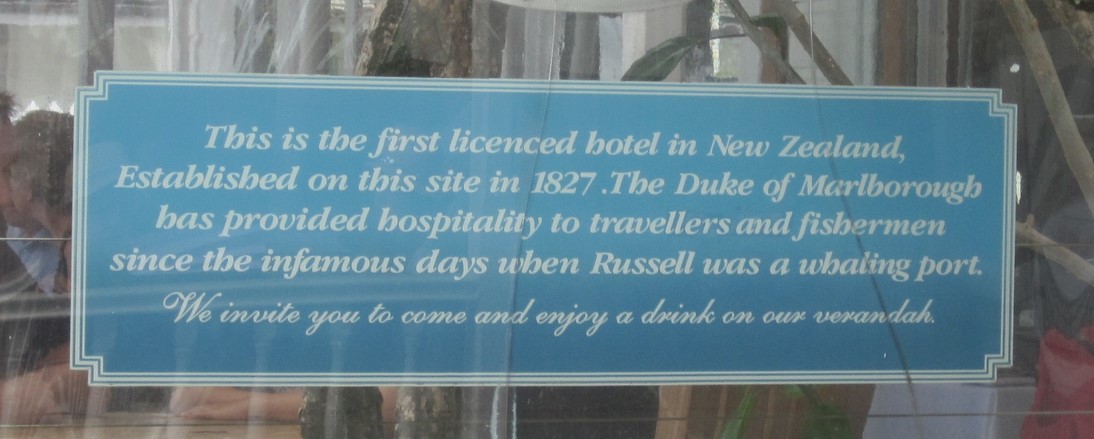 This is the first licenced hotel in New Zealand,
Established on this site in 1827 .The Duke of Marlborough
has provided hospitality to travellers and fishermen
since the infamous days when Russell was a whaling port.
We invite you to come and enjoy a drink on our verandah.